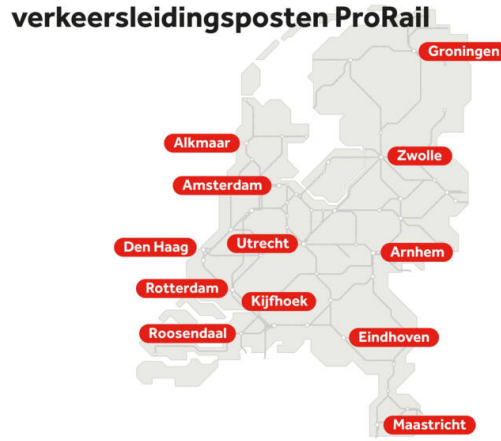 verkeersleidingsposten ProRail
Groningen
Alkmaar
Zwolle
Amsterdam
Den Haag
Utrecht
Arnhem
Rotterdam
Kijfhoek
Roosendaal
Eindhoven
Maastricht